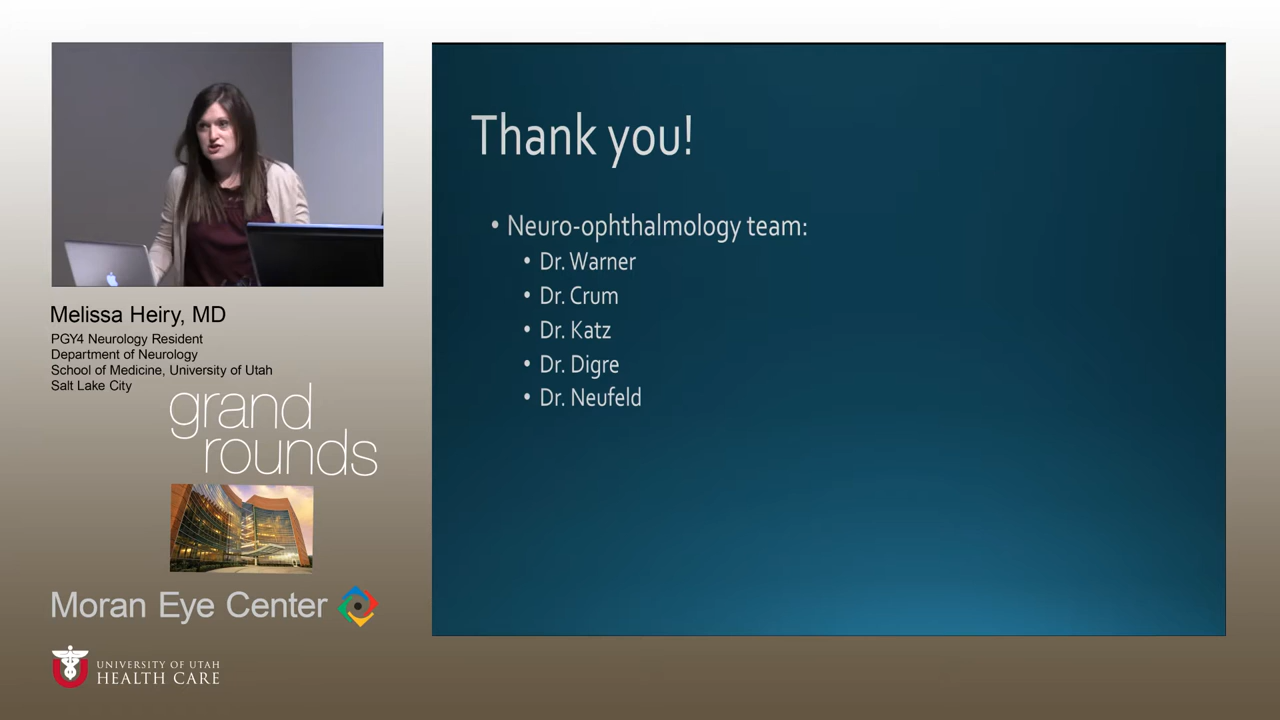 Melissa Heiry, MD
PGY4 Neurology Resident
Department of Neurology
School of Medicine, University of Utah
Salt Lake City
grand
rounds
Moran Eye Center
UNIVERSITY OF UTAH
HEALTH CARE
Thank you!
• Neuro-ophthalmology team:
• Dr. Warner
• Dr. Crum
• Dr. Katz
• Dr. Digre
• Dr. Neufeld